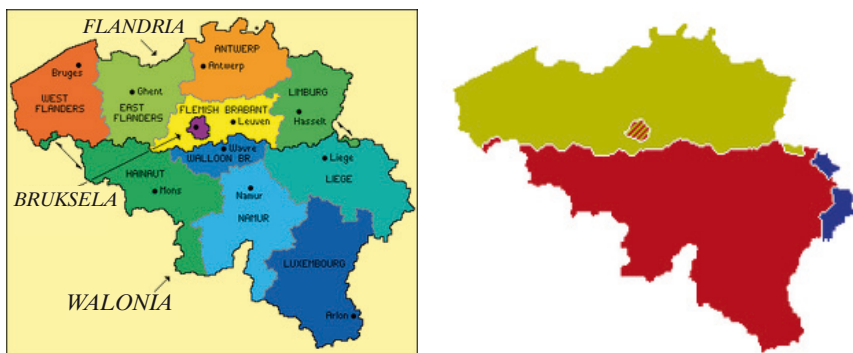 FLANDRIA
ANTWERP
Antwerp
Bruges
Ghent
LIMBURG
WEST
FLANDERS
EAST
FLANDERS
FLEMISH BRABANT
Leuven
Hasselt
Wavre
WALLOON BR.
Liege
LIEGE
HAINAUT
Mons
BRUKSELA
Namur
NAMUR
LUXEMBOURG
WALONIA
Arlon